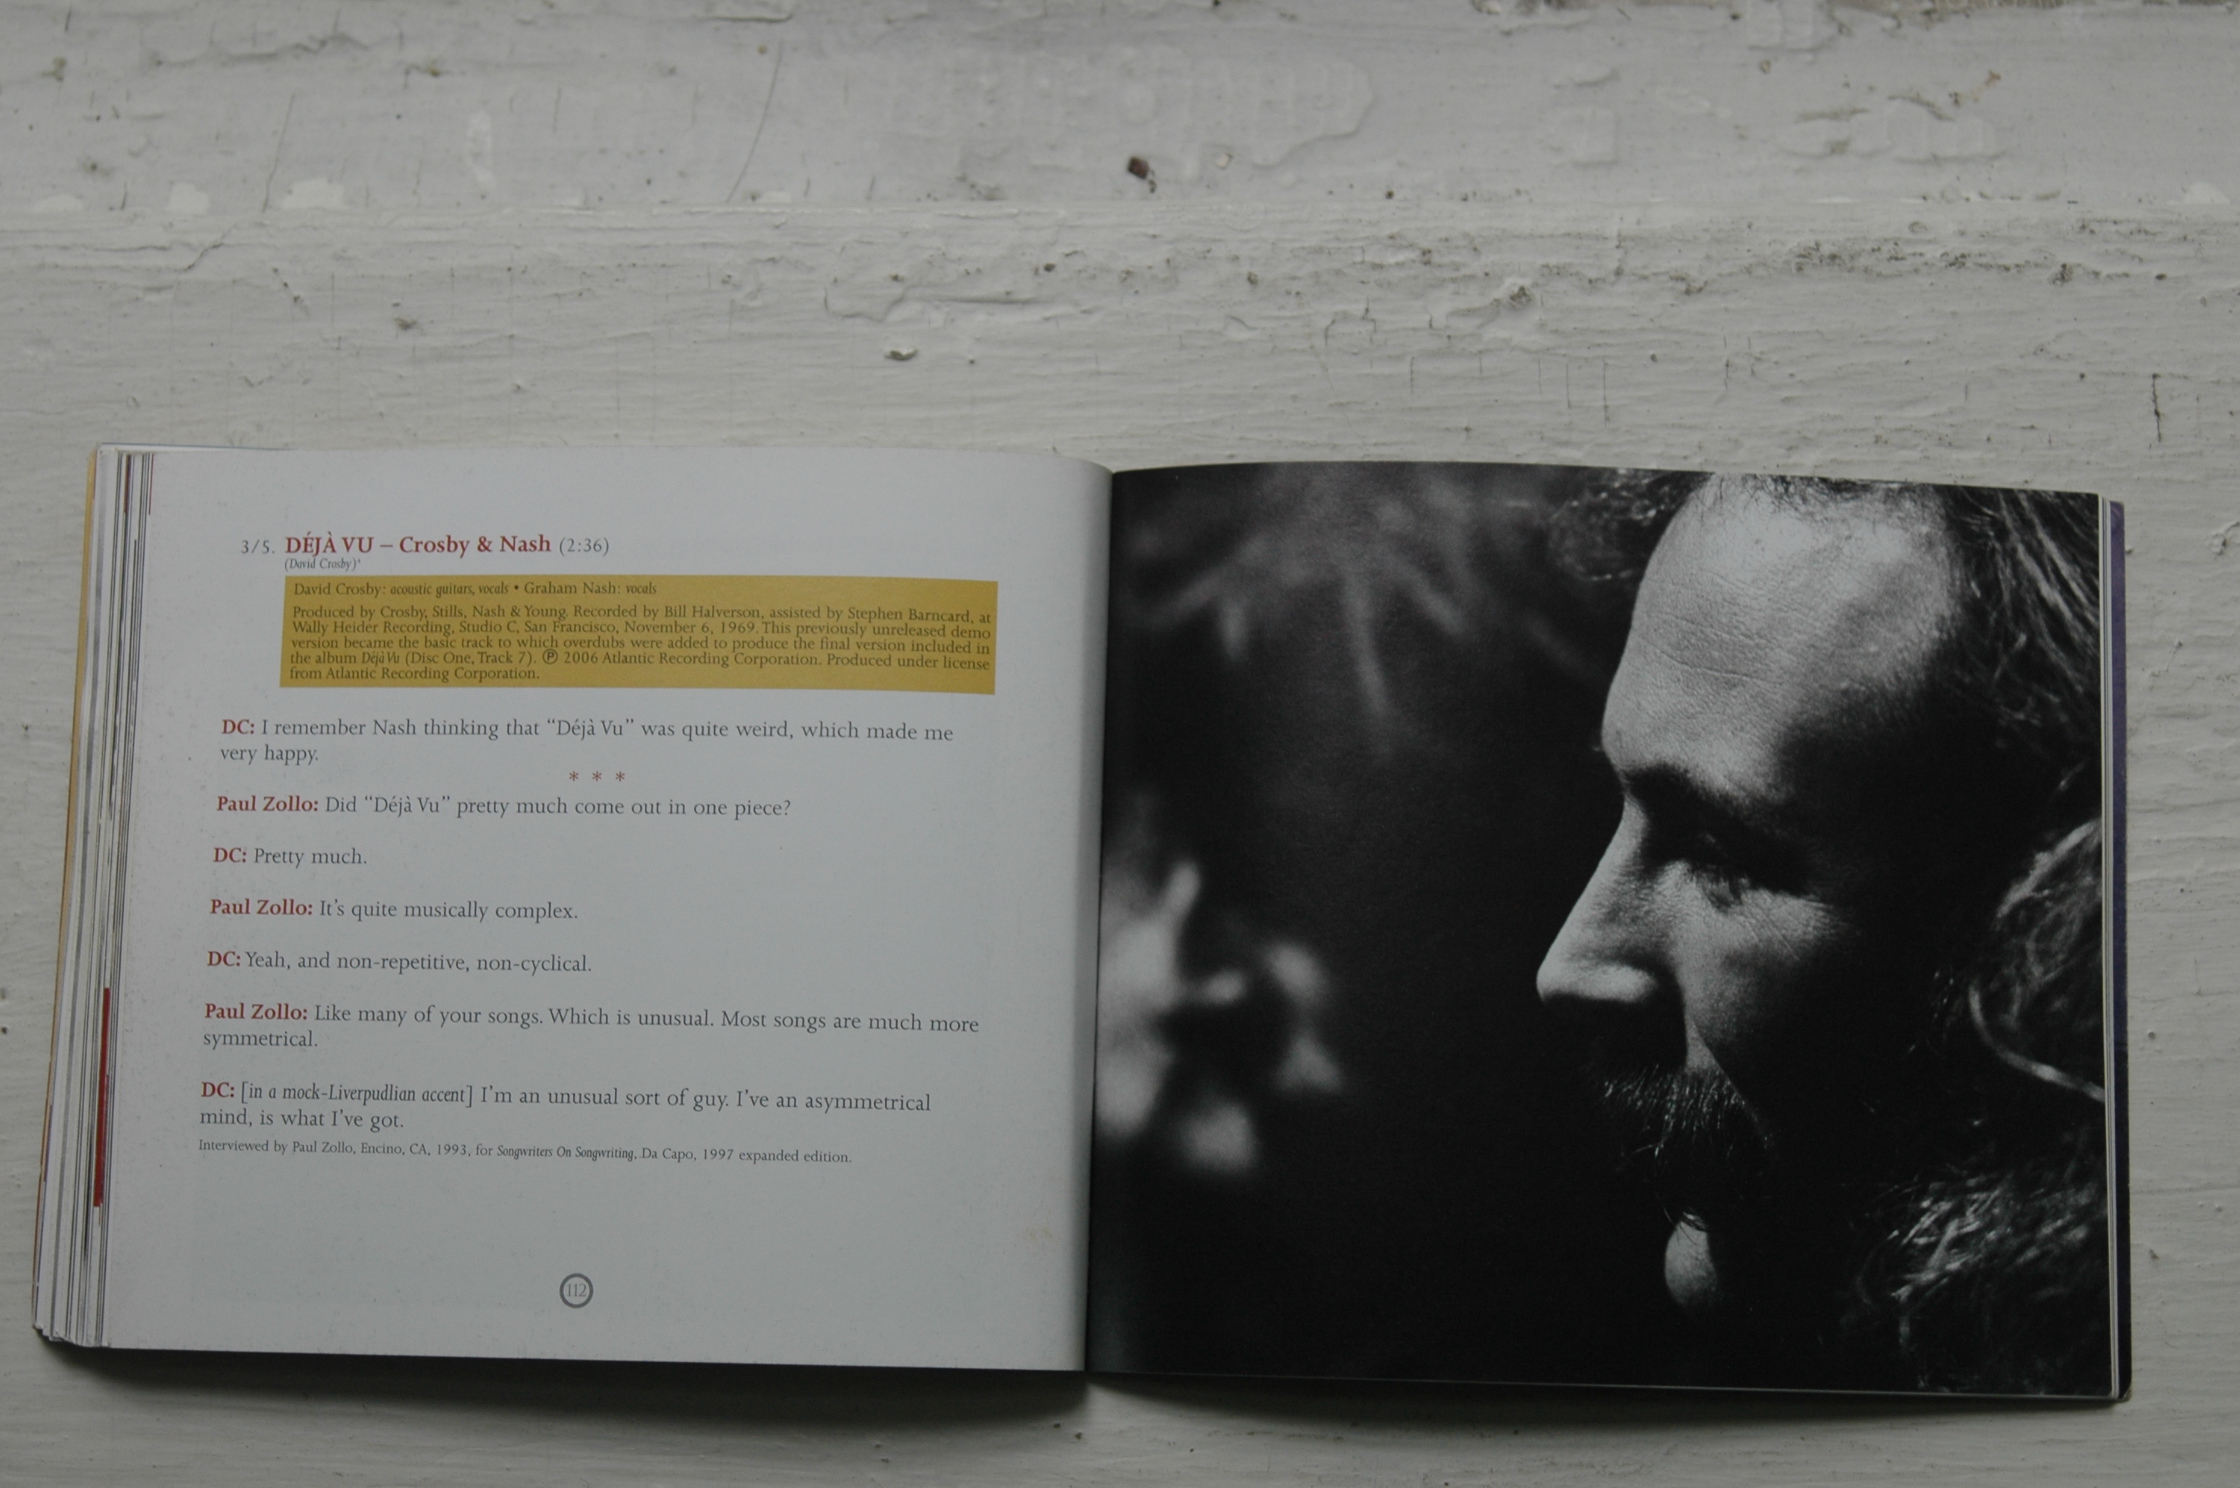 3/5. DÉJÀ VU – Crosby & Nash (2:36)
(David Crosby)*
David Crosby: acoustic guitars, vocals • Graham Nash: vocals
Produced by Crosby, Stills, Nash & Young. Recorded by Bill Halverson, assisted by Stephen Barncard, at
Wally Heider Recording, Studio C, San Francisco, November 6, 1969. This previously unreleased demo
version became the basic track to which overdubs were added to produce the final version included in
the album Déjà Vu (Disc One, Track 7). ℗ 2006 Atlantic Recording Corporation. Produced under license
from Atlantic Recording Corporation.
DC: I remember Nash thinking that “Déjà Vu” was quite weird, which made me
very happy.
* * *
Paul Zollo: Did “Déjà Vu” pretty much come out in one piece?
DC: Pretty much.
Paul Zollo: It’s quite musically complex.
DC: Yeah, and non-repetitive, non-cyclical.
Paul Zollo: Like many of your songs. Which is unusual. Most songs are much more
symmetrical.
DC: [in a mock-Liverpudlian accent] I’m an unusual sort of guy. I’ve an asymmetrical
mind, is what I’ve got.
Interviewed by Paul Zollo, Encino, CA, 1993, for Songwriters On Songwriting, Da Capo, 1997 expanded edition.
112